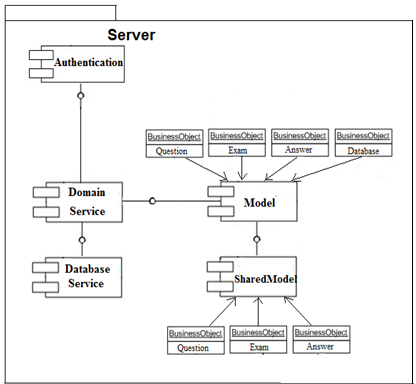 Server
Authentication
BusinessObject
Question
BusinessObject
Exam
BusinessObject
Answer
BusinessObject
Database
Domain
Service
Model
Database
Service
SharedModel
BusinessObject
Question
BusinessObject
Exam
BusinessObject
Answer